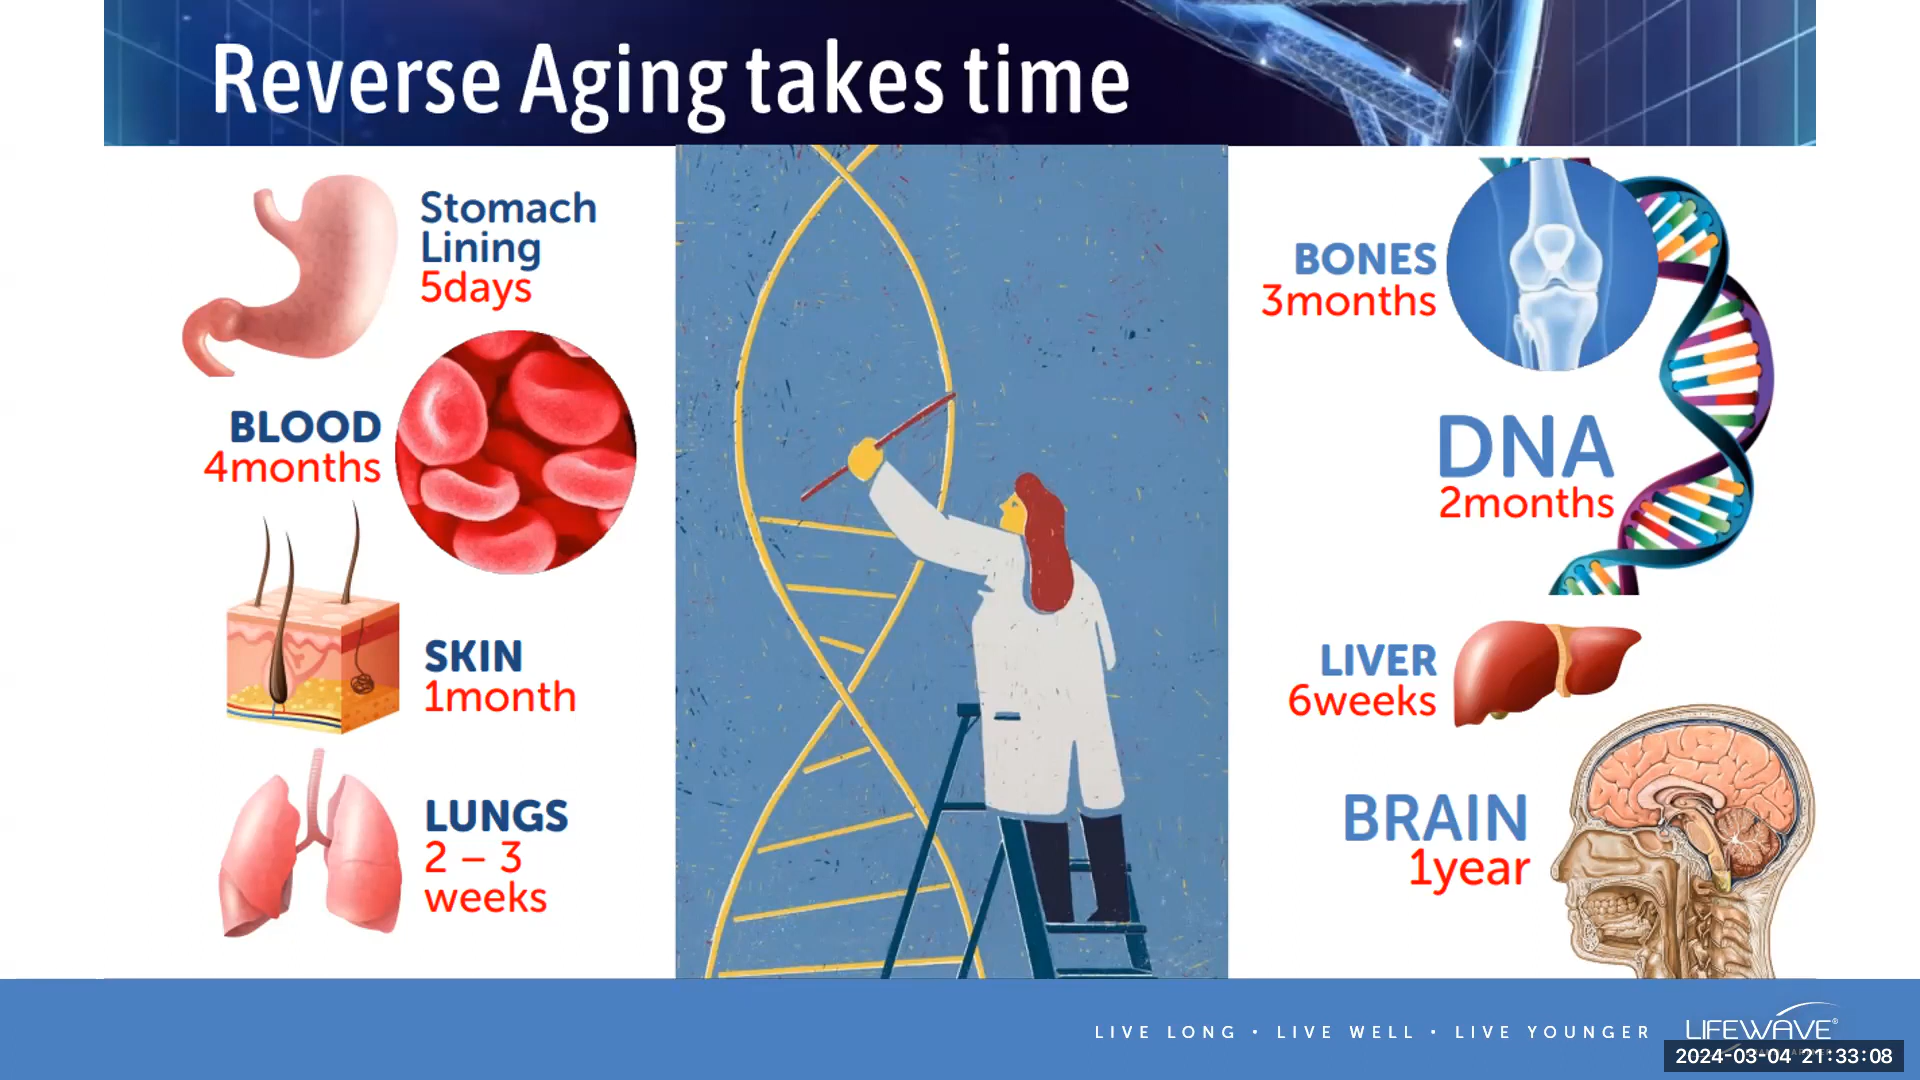 Reverse Aging takes time
Stomach
Lining
5days
BLOOD
4months
SKIN
1month
LUNGS
2 – 3
weeks
BONES
3months
DNA
2months
LIVER
6weeks
BRAIN
1year
LIVE LONG • LIVE WELL • LIVE YOUNGER
LIFEWAVE®
2024-03-04 21:33:08